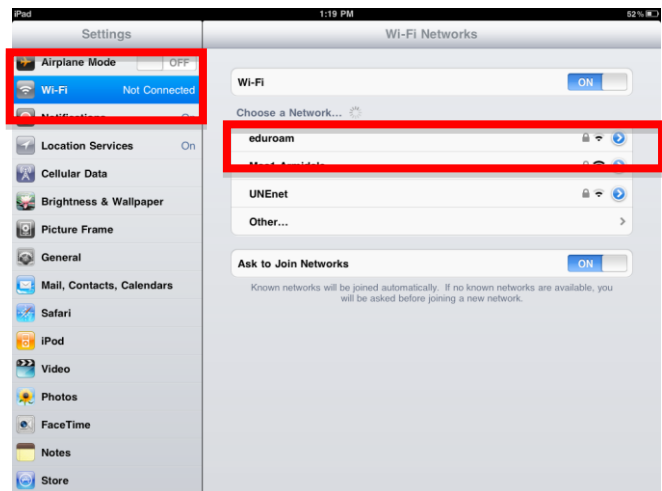 iPad 1:19 PM 52%
Settings
Wi-Fi Networks
Airplane Mode OFF
Wi-Fi Not Connected
Notifications On
Location Services On
Cellular Data
Brightness & Wallpaper
Picture Frame
General
Mail, Contacts, Calendars
Safari
iPod
Video
Photos
FaceTime
Notes
Store
Wi-Fi ON
Choose a Network...
eduroam
UNEnet
Other...
Ask to Join Networks ON
Known networks will be joined automatically. If no known networks are available, you
will be asked before joining a new network.